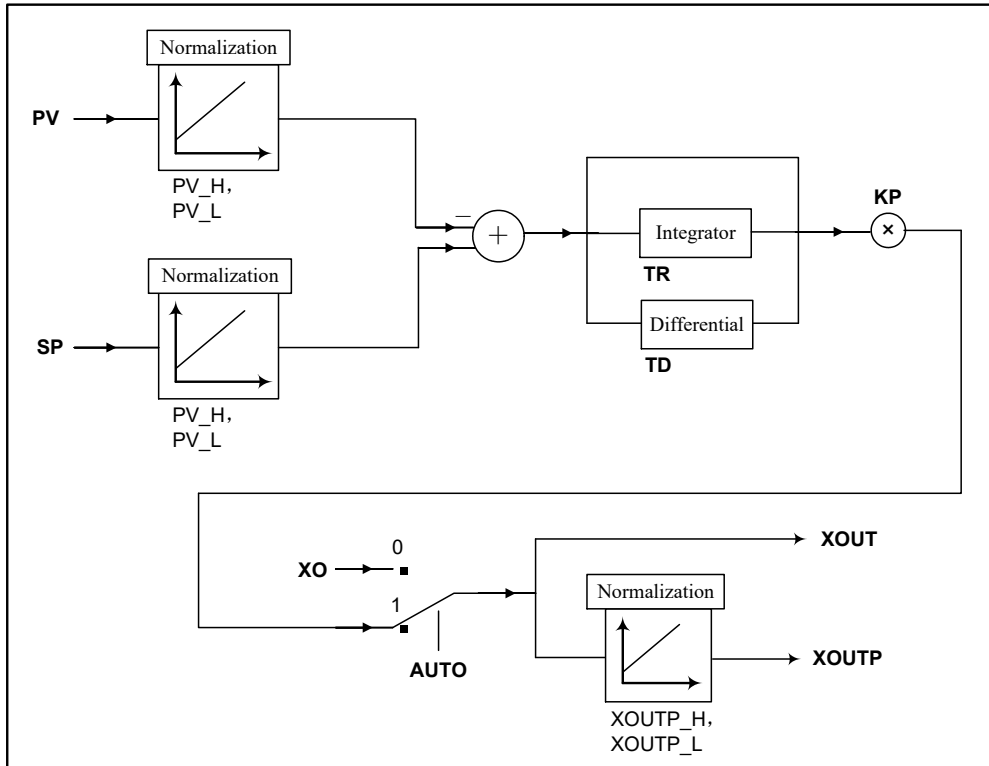 Normalization
PV
PV_H，
PV_L
−
+
KP
×
Integrator
TR
Differential
TD
Normalization
SP
PV_H，
PV_L
0
XO
1
AUTO
XOUT
Normalization
XOUTP
XOUTP_H，
XOUTP_L